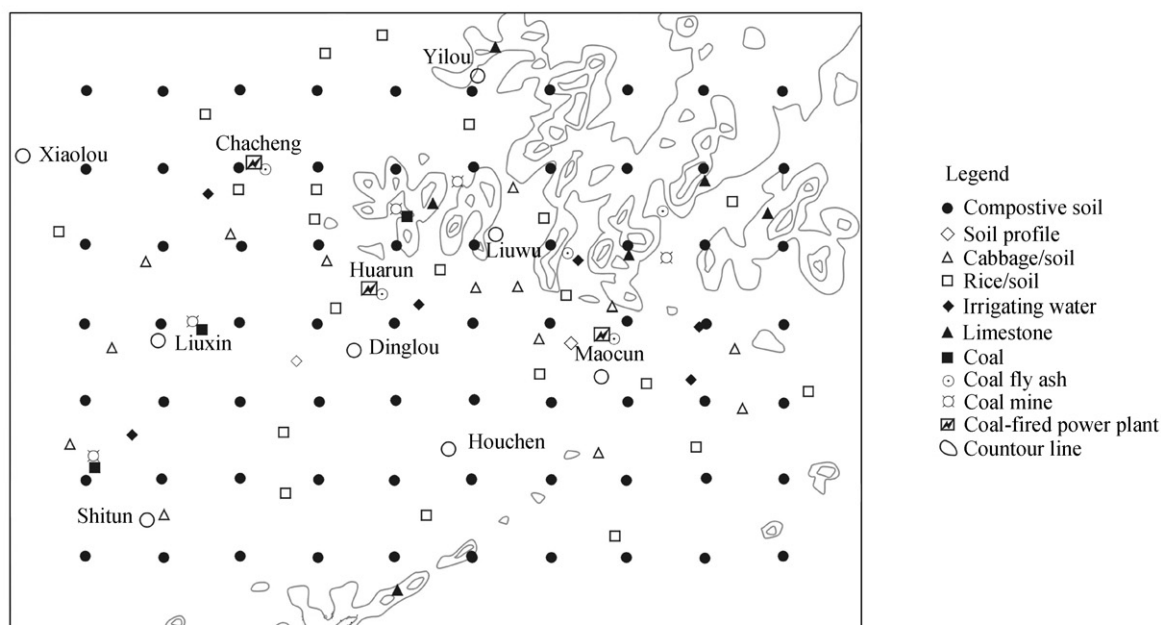 Yilou
Chacheng
Xiaolou
Liuwu
Huarun
Liuxin
Dinglou
Maocun
Houchen
Shitun
Legend
Compostive soil
Soil profile
Cabbage/soil
Rice/soil
Irrigating water
Limestone
Coal
Coal fly ash
Coal mine
Coal-fired power plant
Countour line